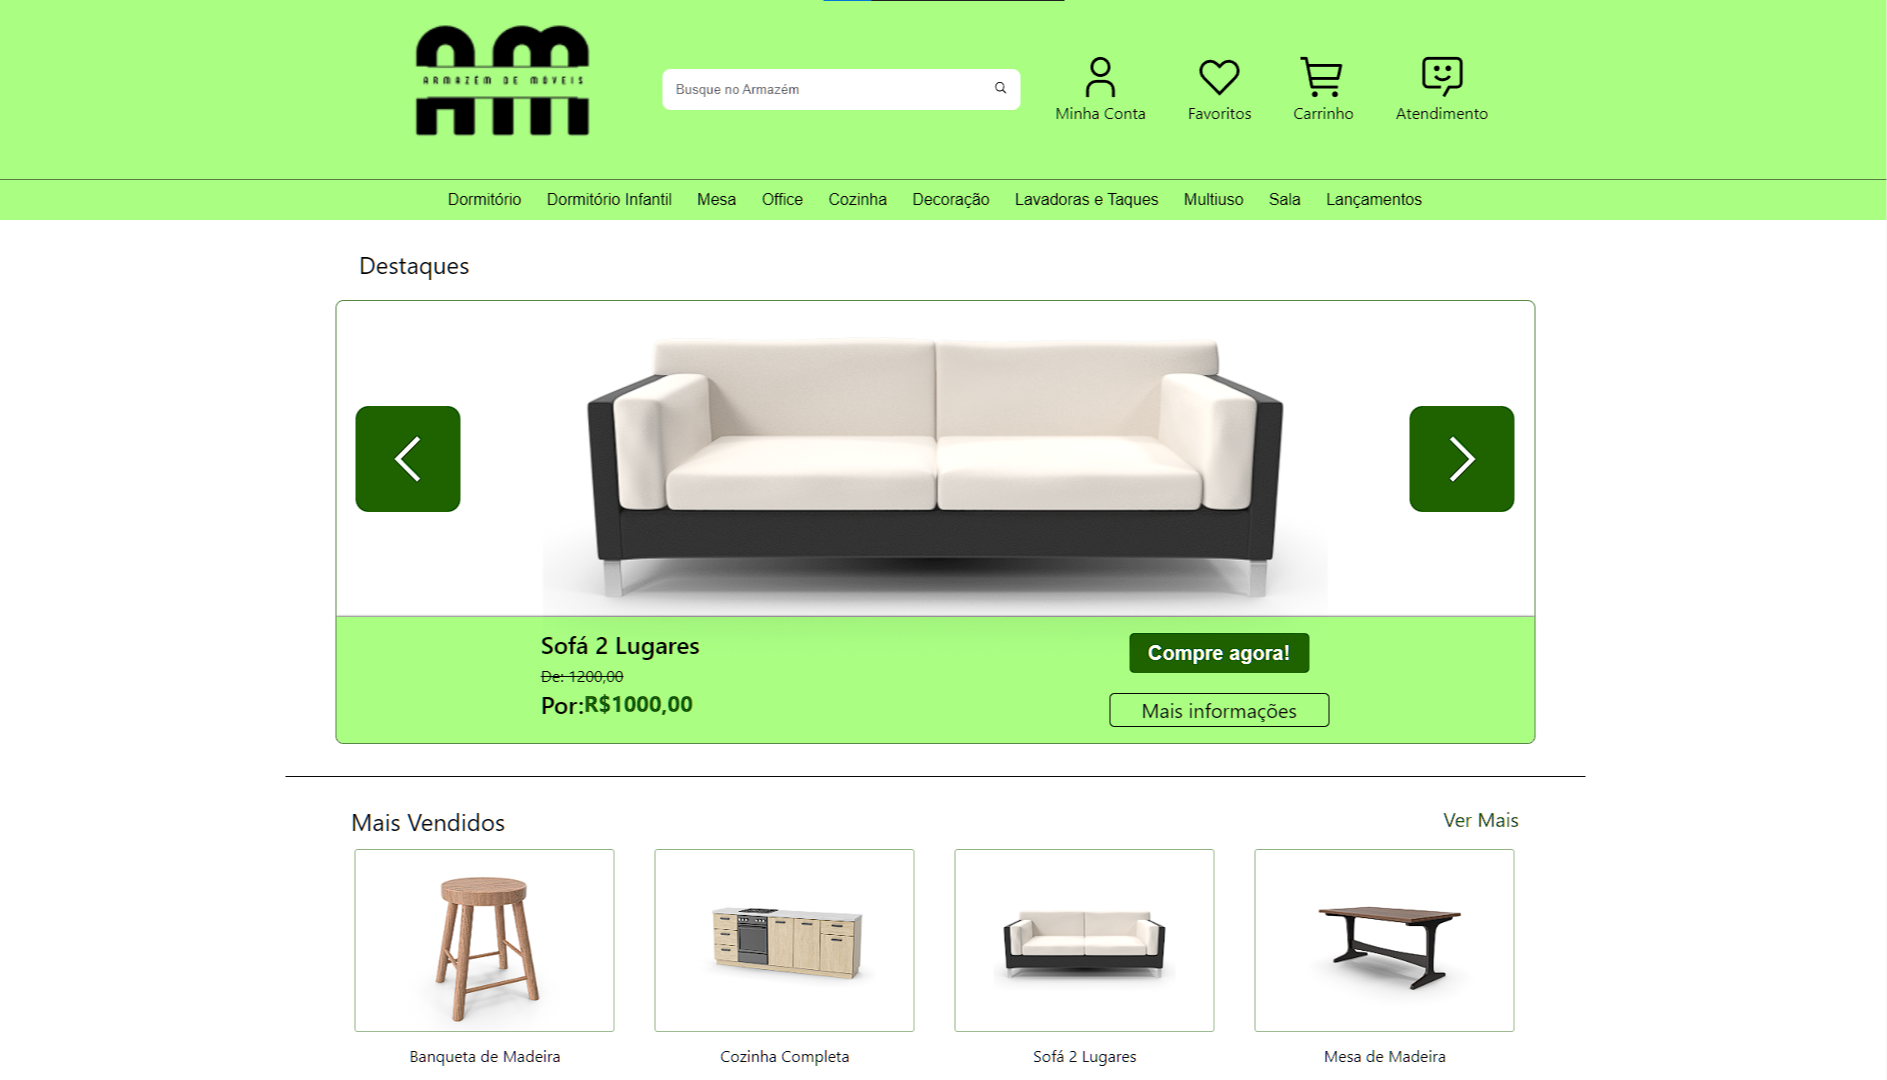 AM
ARMAZÉM DE MÓVEIS
Busque no Armazém
Minha Conta
Favoritos
Carrinho
Atendimento
Dormitório Dormitório Infantil Mesa Office Cozinha Decoração Lavadoras e Taques Multiuso Sala Lançamentos
Destaques
Sofá 2 Lugares
De: 1200,00
Por:R$1000,00
Compre agora!
Mais informações
Mais Vendidos
Ver Mais
Banqueta de Madeira
Cozinha Completa
Sofá 2 Lugares
Mesa de Madeira